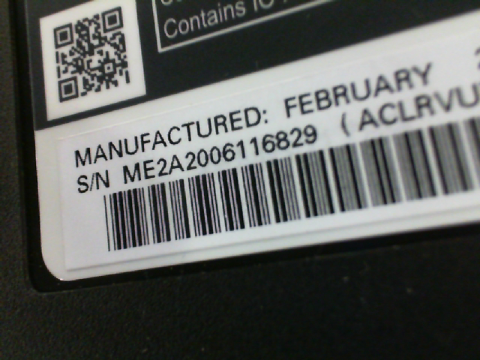 Contains IC
MANUFACTURED: FEBRUARY
S/N ME2A2006116829 (ACLRVU